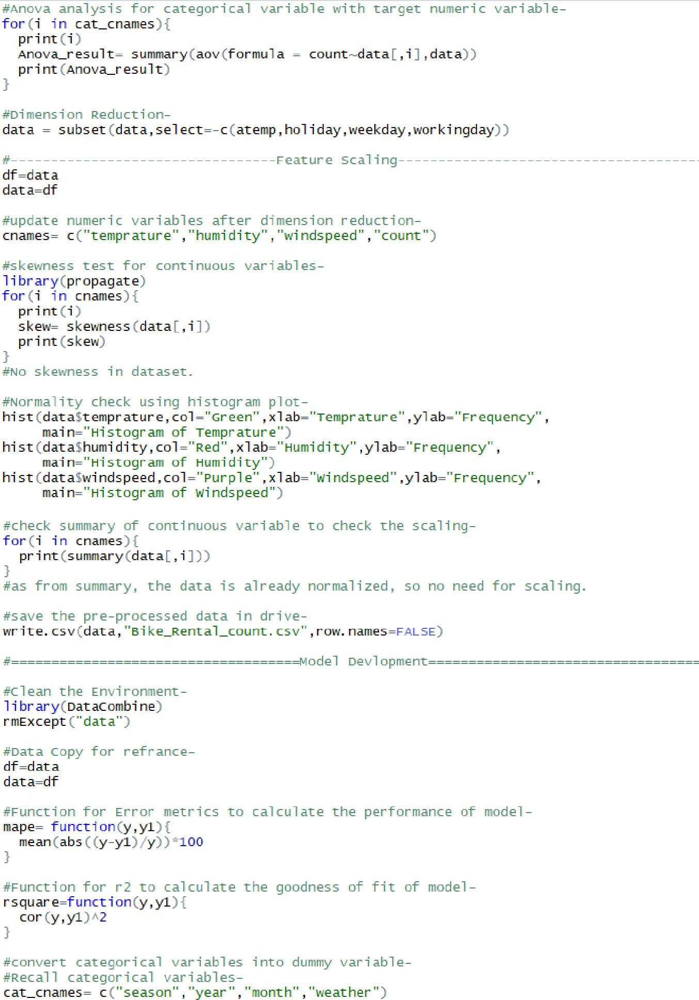 #Anova analysis for categorical variable with target numeric variable-
for(i in cat_cnames){
  print(i)
  Anova_result= summary(aov(formula = count~data[,i],data))
  print(Anova_result)
}
#Dimension Reduction-
data = subset(data,select=-c(atemp,holiday,weekday,workingday))
#---------------------------------Feature Scaling--------------------------------------
df=data
data=df
#update numeric variables after dimension reduction-
cnames= c("temprature","humidity","windspeed","count")
#skewness test for continuous variables-
library(propagate)
for(i in cnames){
  print(i)
  skew= skewness(data[,i])
  print(skew)
}
#No skewness in dataset.
#Normality check using histogram plot-
hist(data$temprature,col="Green",xlab="Temprature",ylab="Frequency",
     main="Histogram of Temprature")
hist(data$humidity,col="Red",xlab="Humidity",ylab="Frequency",
     main="Histogram of Humidity")
hist(data$windspeed,col="Purple",xlab="Windspeed",ylab="Frequency",
     main="Histogram of Windspeed")
#check summary of continuous variable to check the scaling-
for(i in cnames){
  print(summary(data[,i]))
}
#as from summary, the data is already normalized, so no need for scaling.
#save the pre-processed data in drive-
write.csv(data,"Bike_Rental_count.csv",row.names=FALSE)
#====================================Model Devlopment==================================
#Clean the Environment-
library(DataCombine)
rmExcept("data")
#Data Copy for refrance-
df=data
data=df
#Function for Error metrics to calculate the performance of model-
mape= function(y,y1){
  mean(abs((y-y1)/y))*100
}
#Function for r2 to calculate the goodness of fit of model-
rsquare=function(y,y1){
  cor(y,y1)^2
}
#convert categorical variables into dummy variable-
#Recall categorical variables-
cat_cnames= c("season","year","month","weather")